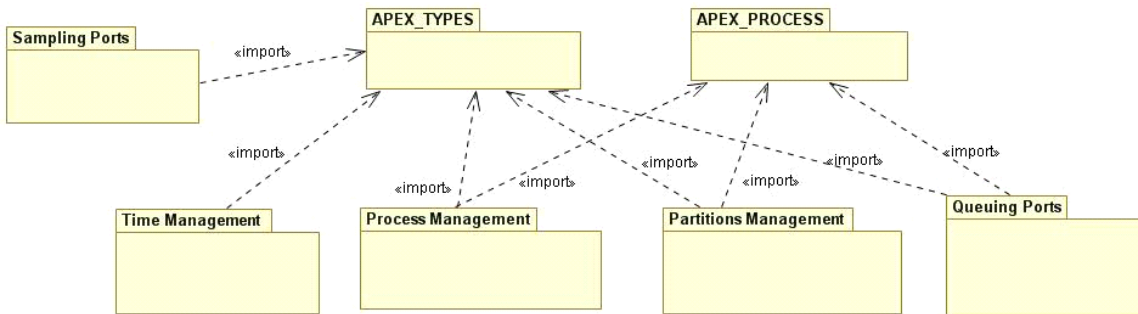 APEX_TYPES
APEX_PROCESS
Sampling Ports
«import»
«import»
«import»
«import»
«import»
«import»
«import»
«import»
Time Management
Process Management
Partitions Management
Queuing Ports